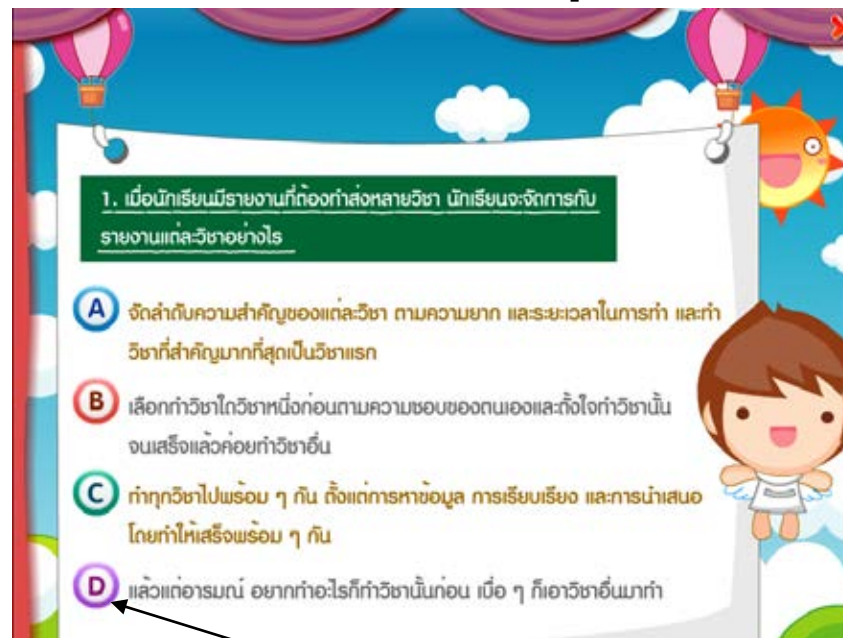 1. เมื่อนักเรียนมีรายงานที่ต้องทำส่งหลายวิชา นักเรียนจะจัดการกับ
รายงานแต่ละวิชาอย่างไร
A จัดลำดับความสำคัญของแต่ละวิชา ตามความยาก และระยะเวลาในการทำ และทำ
วิชาที่สำคัญมากที่สุดเป็นวิชาแรก
B เลือกทำวิชาใดวิชาหนึ่งก่อนตามความชอบของตนเองและตั้งใจทำวิชานั้น
จนเสร็จแล้วค่อยทำวิชาอื่น
C ทำทุกวิชาไปพร้อม ๆ กัน ตั้งแต่การหาข้อมูล การเรียบเรียง และการนำเสนอ
โดยทำให้เสร็จพร้อม ๆ กัน
D แล้วแต่อารมณ์ อยากทำอะไรก็ทำวิชานั้นก่อน เบื่อ ๆ ก็เอาวิชาอื่นมาทำ